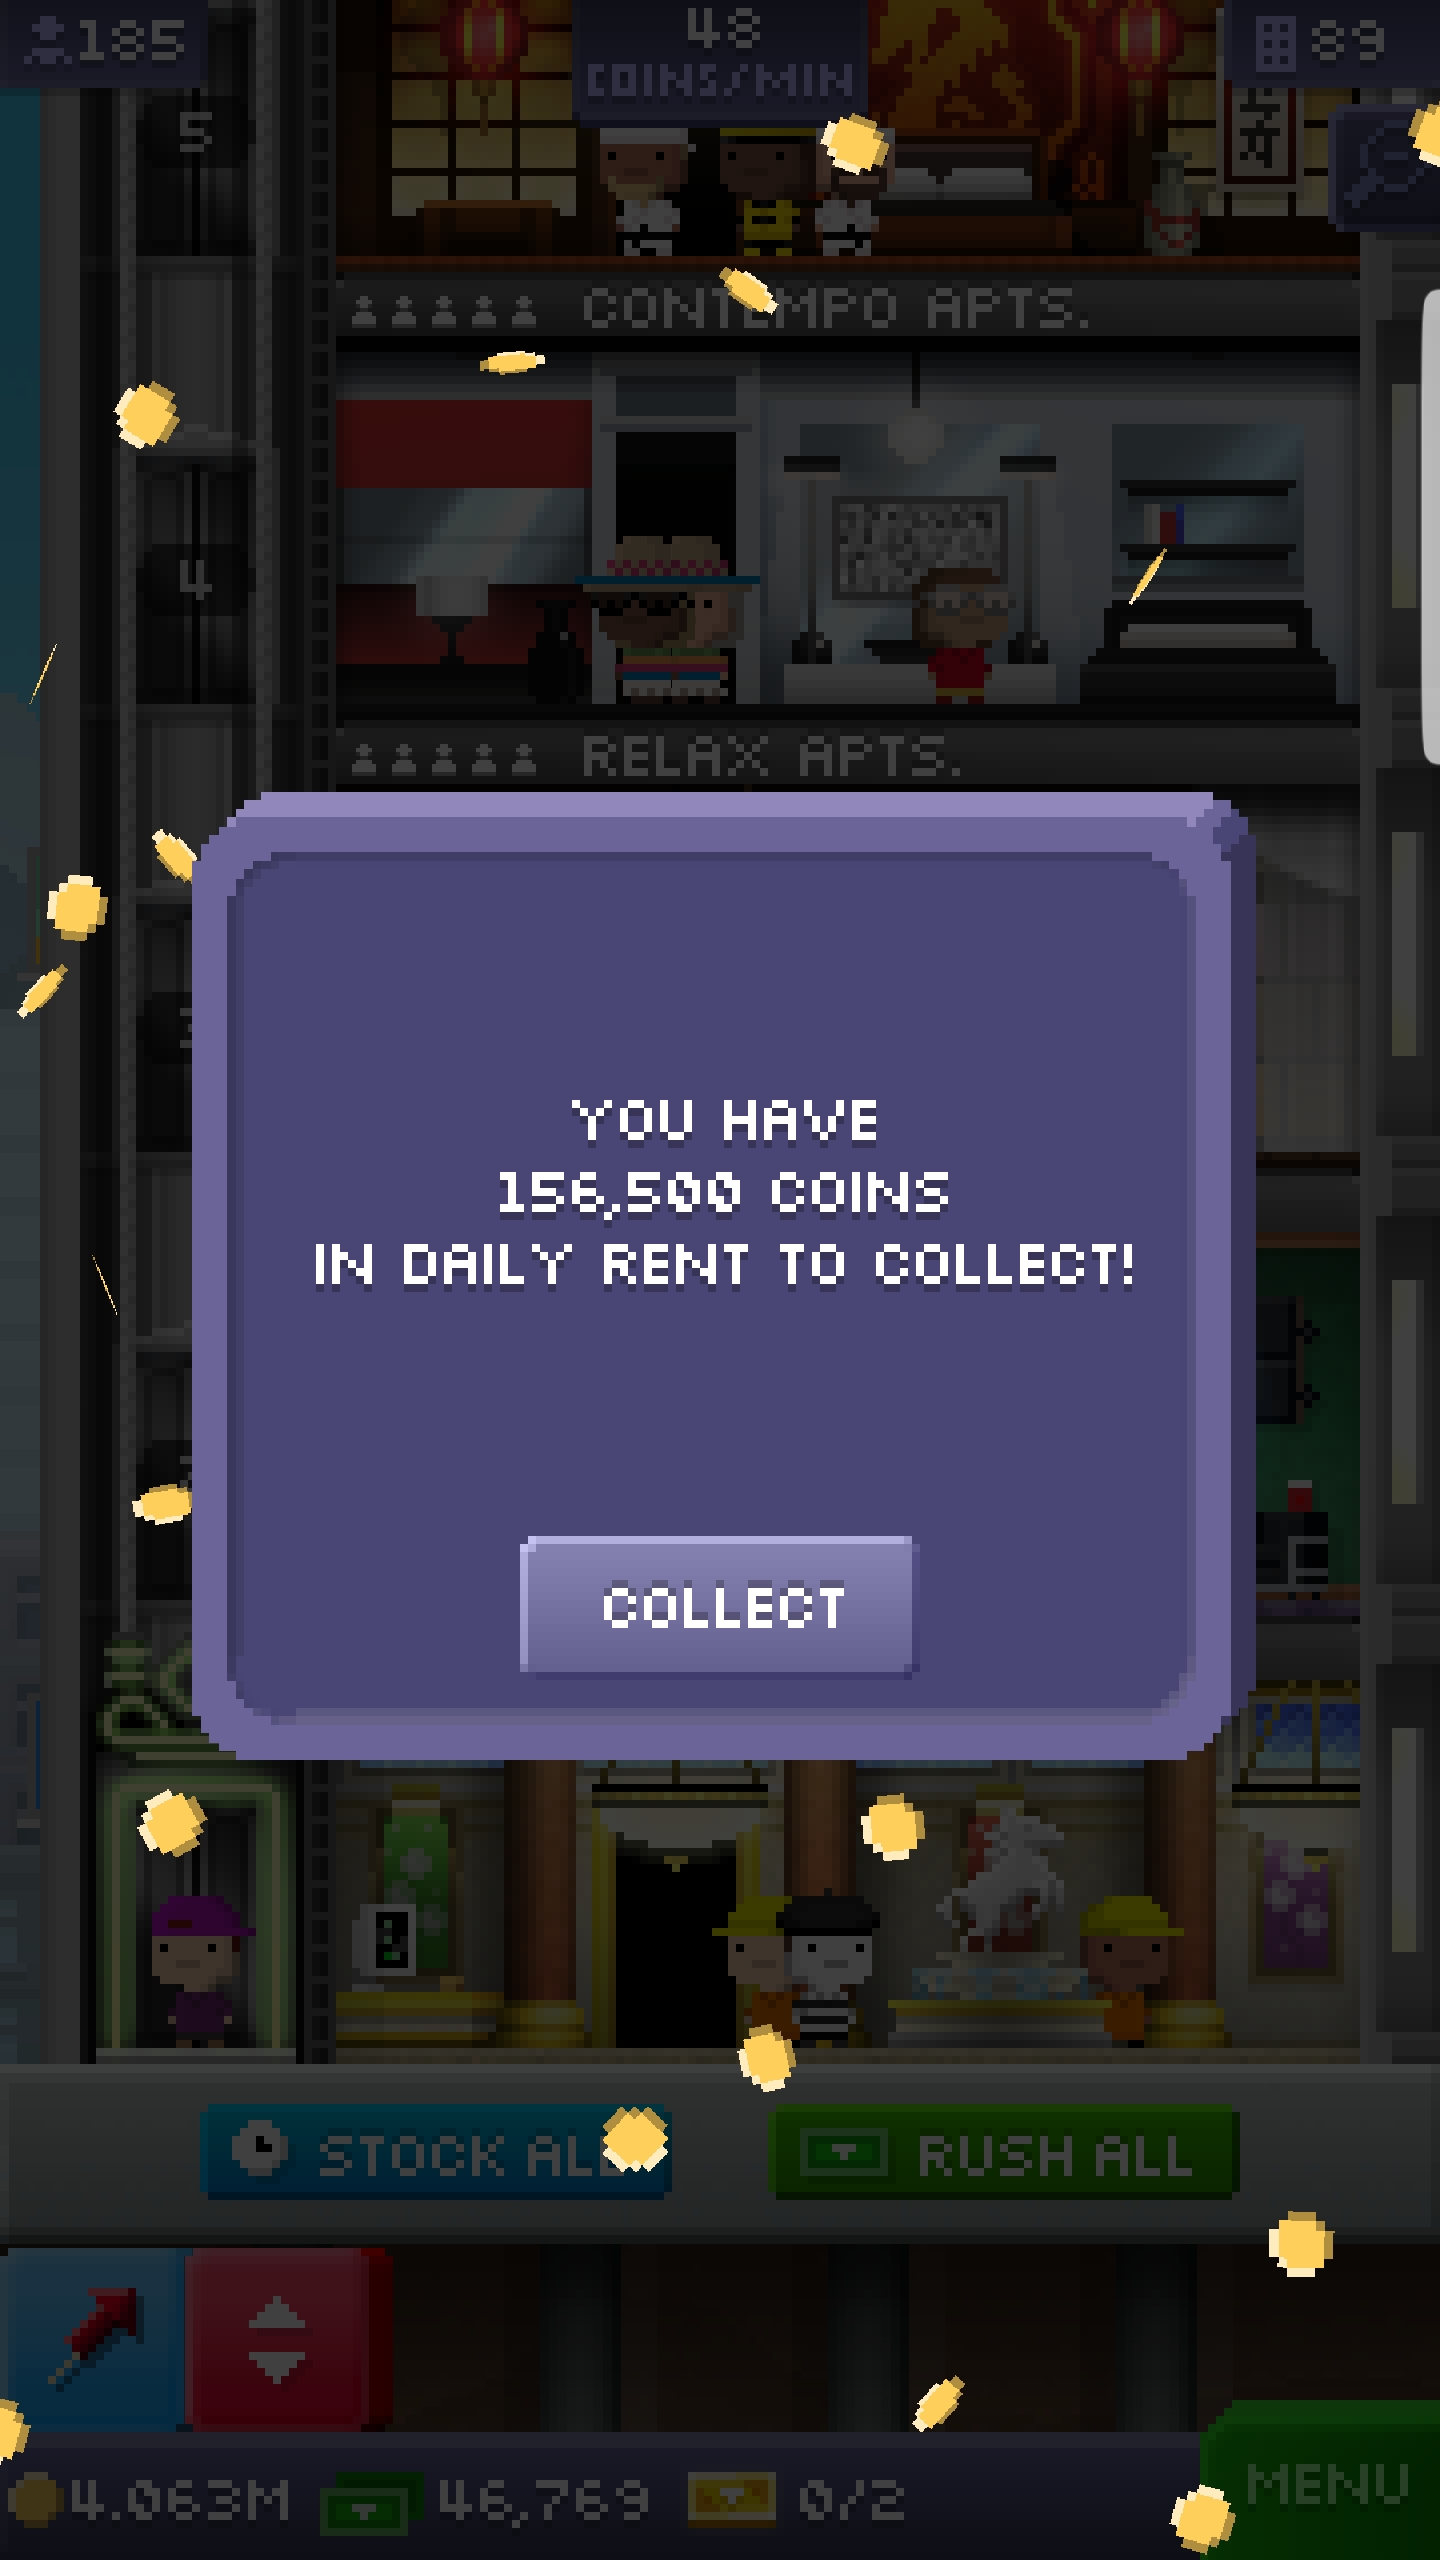 185
48
COINS/MIN
89
5
CONTEMPO APTS.
4
RELAX APTS.
YOU HAVE
156,500 COINS
IN DAILY RENT TO COLLECT!
COLLECT
STOCK ALL
RUSH ALL
4.063M
46,769
0/2
MENU